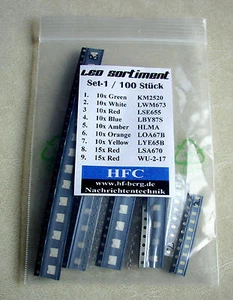 LED Sortiment
Set-1 / 100 Stück
1. 10x Green KM2520
2. 10x White LWM673
3. 10x Red LSE655
4. 10x Blue LBY87S
5. 10x Amber HLMA
6. 10x Orange LOA67B
7. 10x Yellow LYE65B
8. 15x Red LSA670
9. 15x Red WU-2-17
HFC
www.hf-berg.de
Nachrichtentechnik